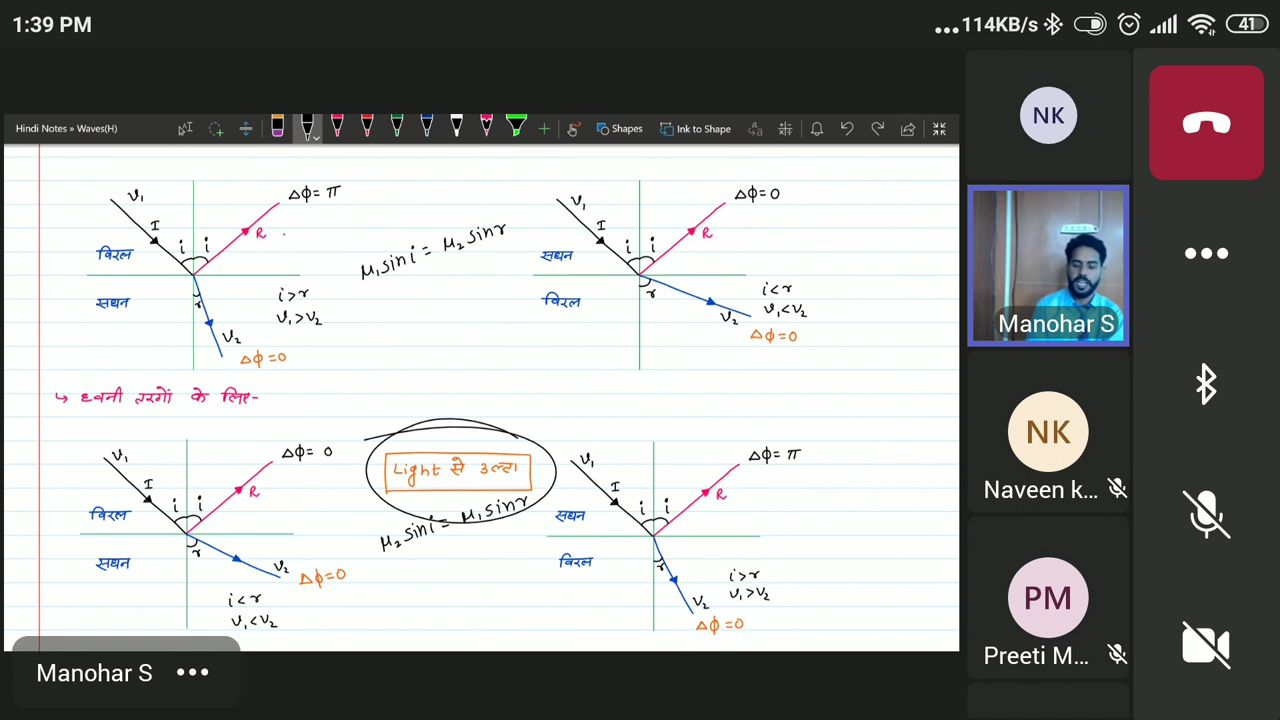 1:39 PM
...114KB/s 41
Hindi Notes » Waves(H)
Shapes
Ink to Shape
v₁
I
i i
R
Δϕ = π
विरल
सघन
r
i > r
v₁ > v₂
v₂
Δϕ = 0
μ₁ sin i = μ₂ sin r
v₁
I
i i
R
Δϕ = 0
सघन
विरल
r
i < r
v₁ < v₂
v₂
Δϕ = 0
↳ ध्वनी तरगों के लिए-
v₁
I
i i
R
Δϕ = 0
विरल
सघन
r
v₂
Δϕ = 0
i < r
v₁ < v₂
Light से उल्टा
μ₂ sin i = μ₁ sin r
v₁
I
i i
R
Δϕ = π
सघन
विरल
r
i > r
v₁ > v₂
v₂
Δϕ = 0
Manohar S
NK
Manohar S
NK
Naveen k...
PM
Preeti M...